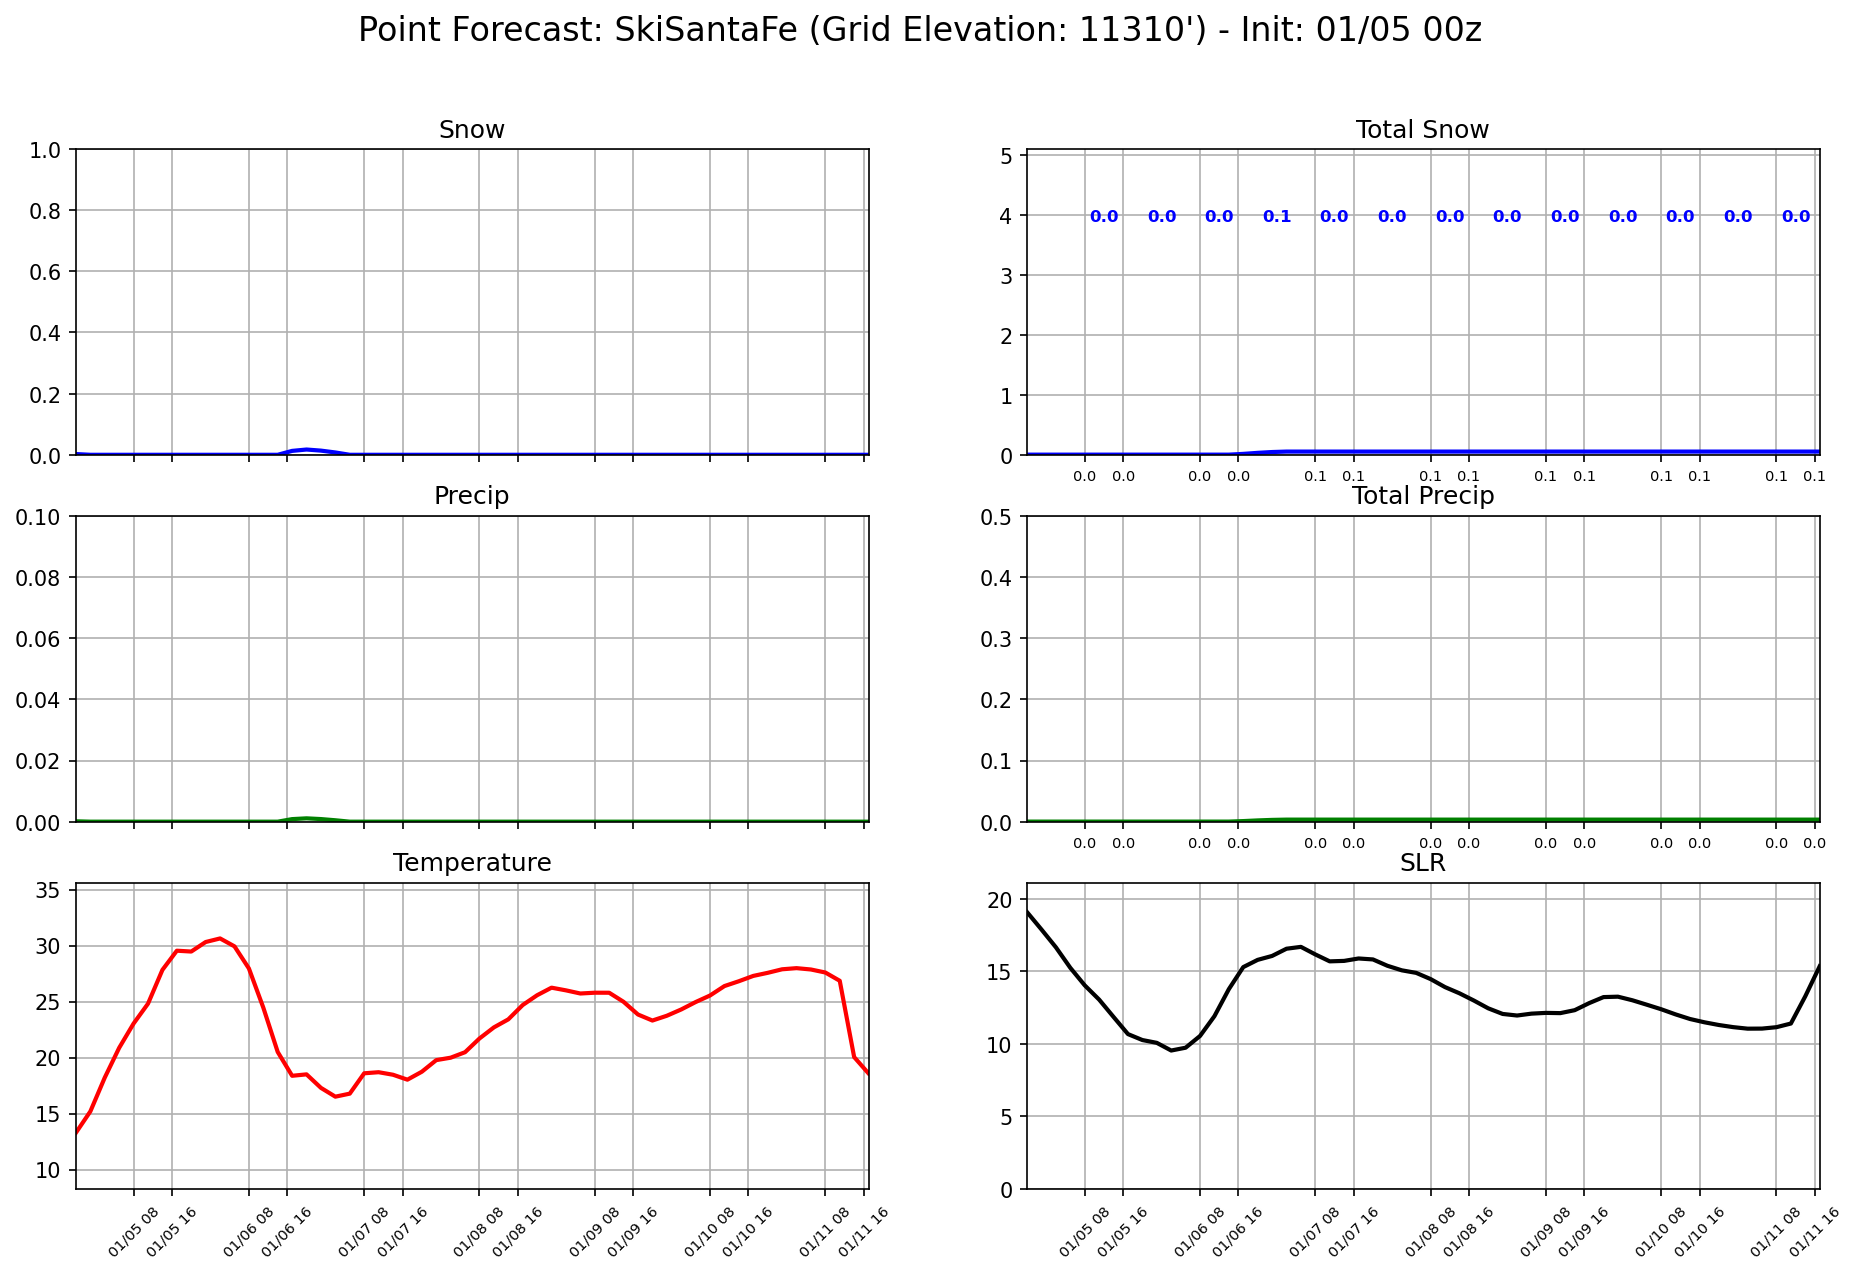 Point Forecast: SkiSantaFe (Grid Elevation: 11310') - Init: 01/05 00z
Snow
1.0
0.8
0.6
0.4
0.2
0.0
Total Snow
5
4
3
2
1
0
0.0 0.0 0.0 0.1 0.0 0.0 0.0 0.0 0.0 0.0 0.0 0.0 0.0
0.0 0.0 0.0 0.0 0.1 0.1 0.1 0.1 0.1 0.1 0.1 0.1 0.1 0.1
Precip
0.10
0.08
0.06
0.04
0.02
0.00
Total Precip
0.5
0.4
0.3
0.2
0.1
0.0
0.0 0.0 0.0 0.0 0.0 0.0 0.0 0.0 0.0 0.0 0.0 0.0 0.0 0.0
Temperature
35
30
25
20
15
10
01/05 08 01/05 16 01/06 08 01/06 16 01/07 08 01/07 16 01/08 08 01/08 16 01/09 08 01/09 16 01/10 08 01/10 16 01/11 08 01/11 16
SLR
20
15
10
5
0
01/05 08 01/05 16 01/06 08 01/06 16 01/07 08 01/07 16 01/08 08 01/08 16 01/09 08 01/09 16 01/10 08 01/10 16 01/11 08 01/11 16